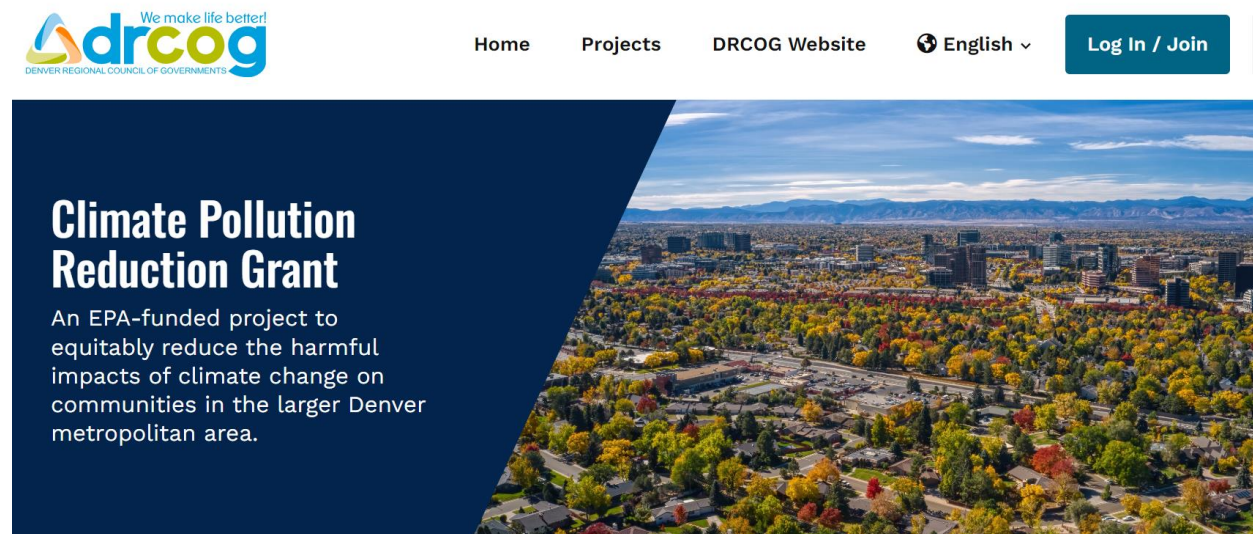 We make life better!
drcog
DENVER REGIONAL COUNCIL OF GOVERNMENTS
Home Projects DRCOG Website English Log In / Join
Climate Pollution
Reduction Grant
An EPA-funded project to
equitably reduce the harmful
impacts of climate change on
communities in the larger Denver
metropolitan area.